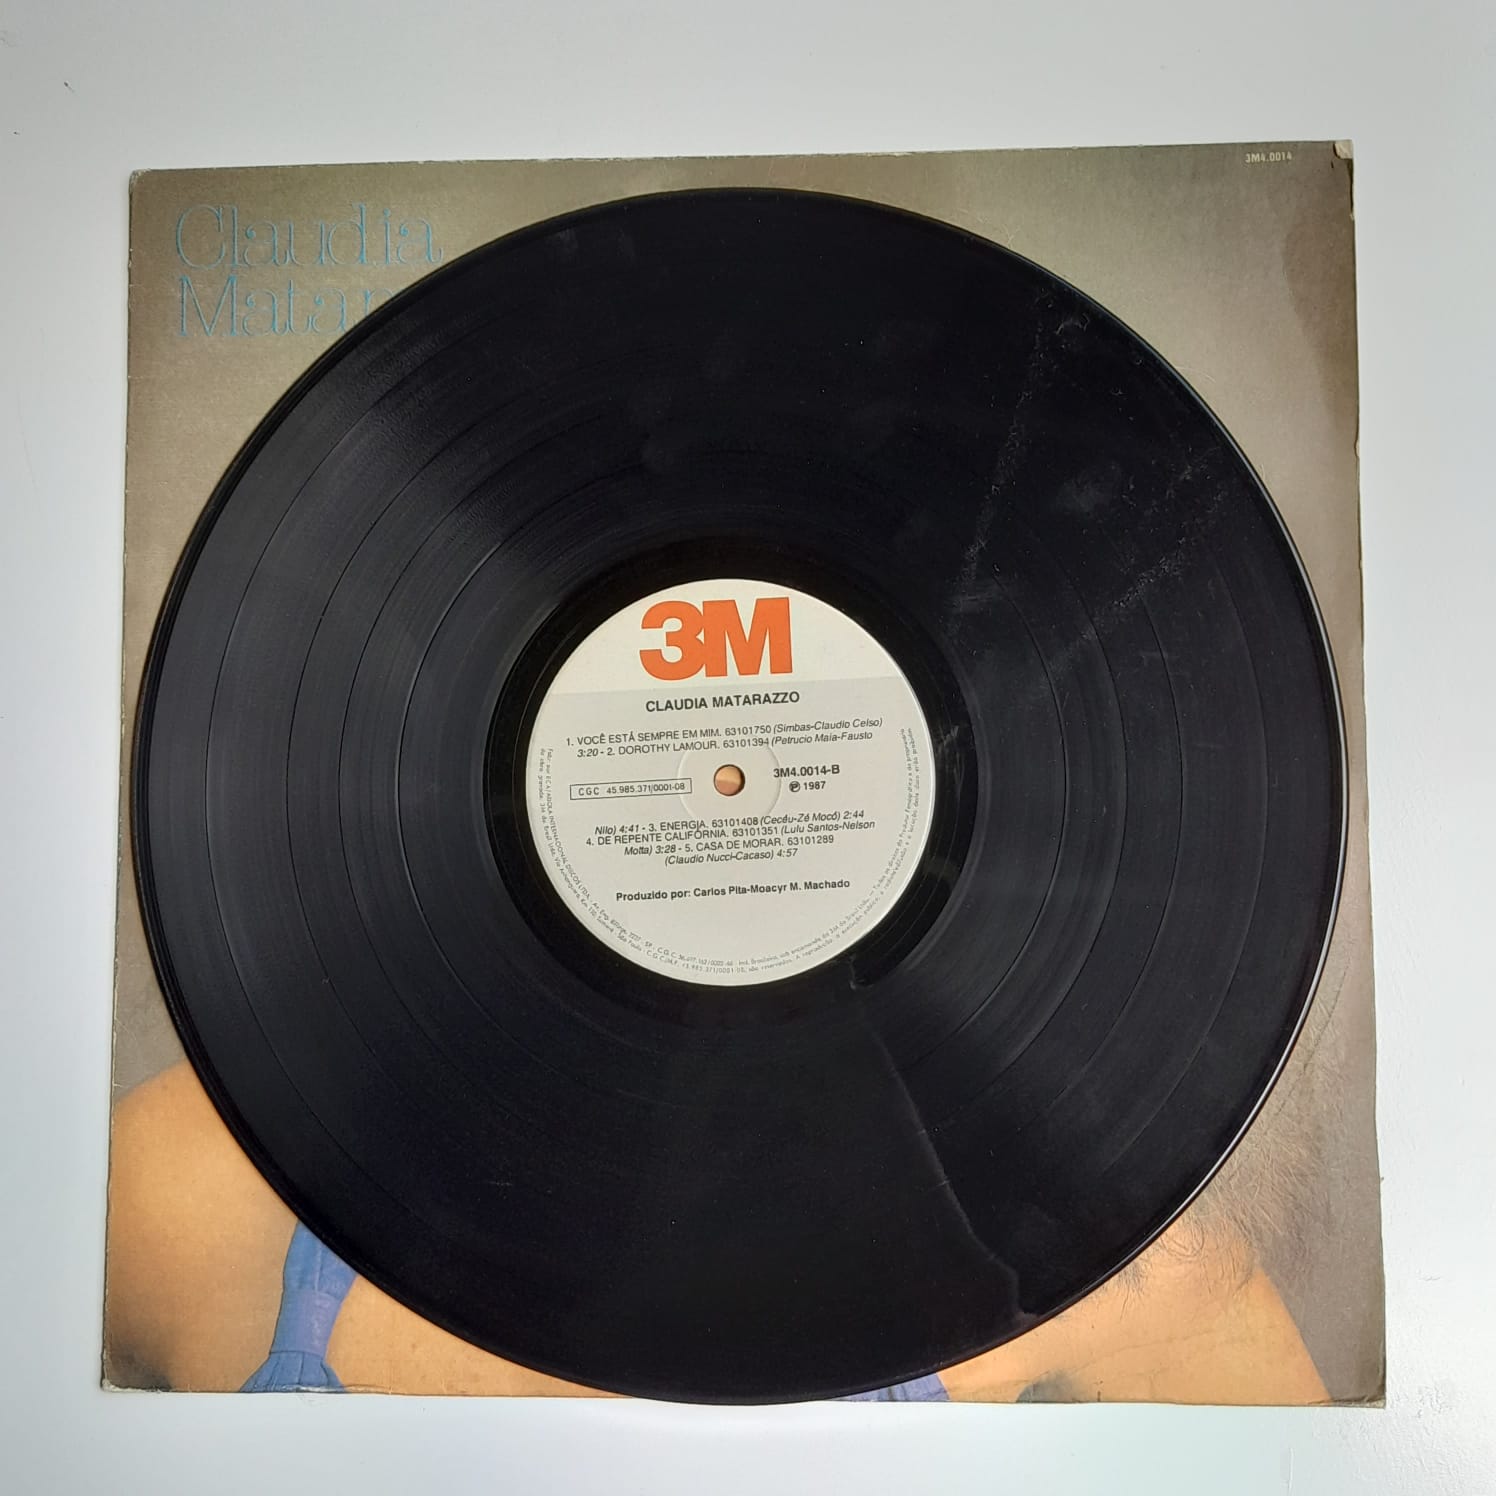 3M4.0014
Claudia
Matar
3M
CLAUDIA MATARAZZO
1. VOCÊ ESTÁ SEMPRE EM MIM. 63101750 (Simbas-Claudio Celso)
3:20 - 2. DOROTHY LAMOUR. 63101394 (Petrucio Maia-Fausto
CGC 45.985.371/0001-08
3M4.0014-B
℗ 1987
Nilo) 4:41 - 3. ENERGIA. 63101408 (Cecéu-Zé Mocó) 2:44
4. DE REPENTE CALIFÓRNIA. 63101351 (Lulu Santos-Nelson
Motta) 3:28 - 5. CASA DE MORAR. 63101289
(Claudio Nucci-Cacaso) 4:57
Produzido por: Carlos Pita-Moacyr M. Machado